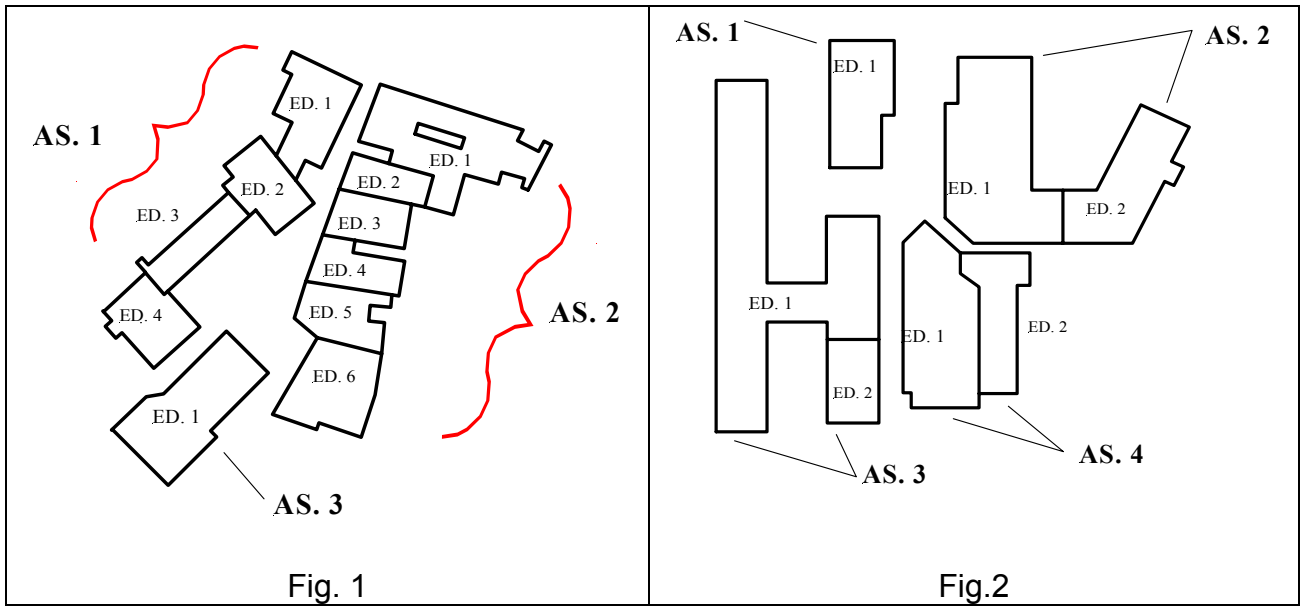 AS. 1
ED. 1
ED. 2
ED. 3
ED. 4
ED. 1
ED. 2
ED. 3
ED. 4
ED. 5
ED. 6
AS. 2
ED. 1
AS. 3
Fig. 1
AS. 1
ED. 1
AS. 2
ED. 1
ED. 2
ED. 1
ED. 2
AS. 3
ED. 1
ED. 2
AS. 4
Fig.2